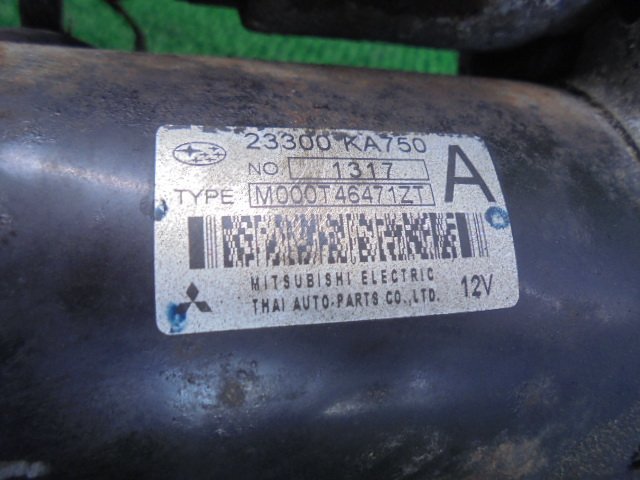 23300 KA750
NO. 1317
A
TYPE M000T46471ZT
MITSUBISHI ELECTRIC
THAI AUTO-PARTS CO.,LTD.
12V